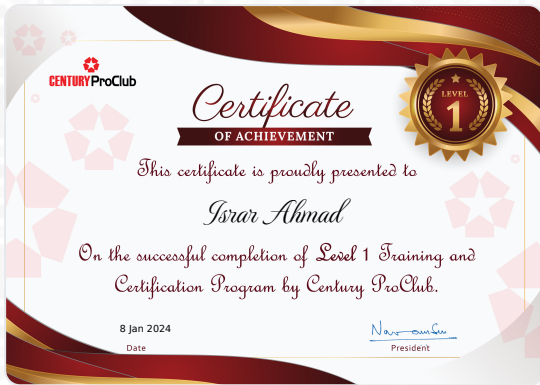 CENTURY ProClub
LEVEL
1
Certificate
OF ACHIEVEMENT
This certificate is proudly presented to
Israr Ahmad
On the successful completion of Level 1 Training and
Certification Program by Century ProClub.
8 Jan 2024
Date
President